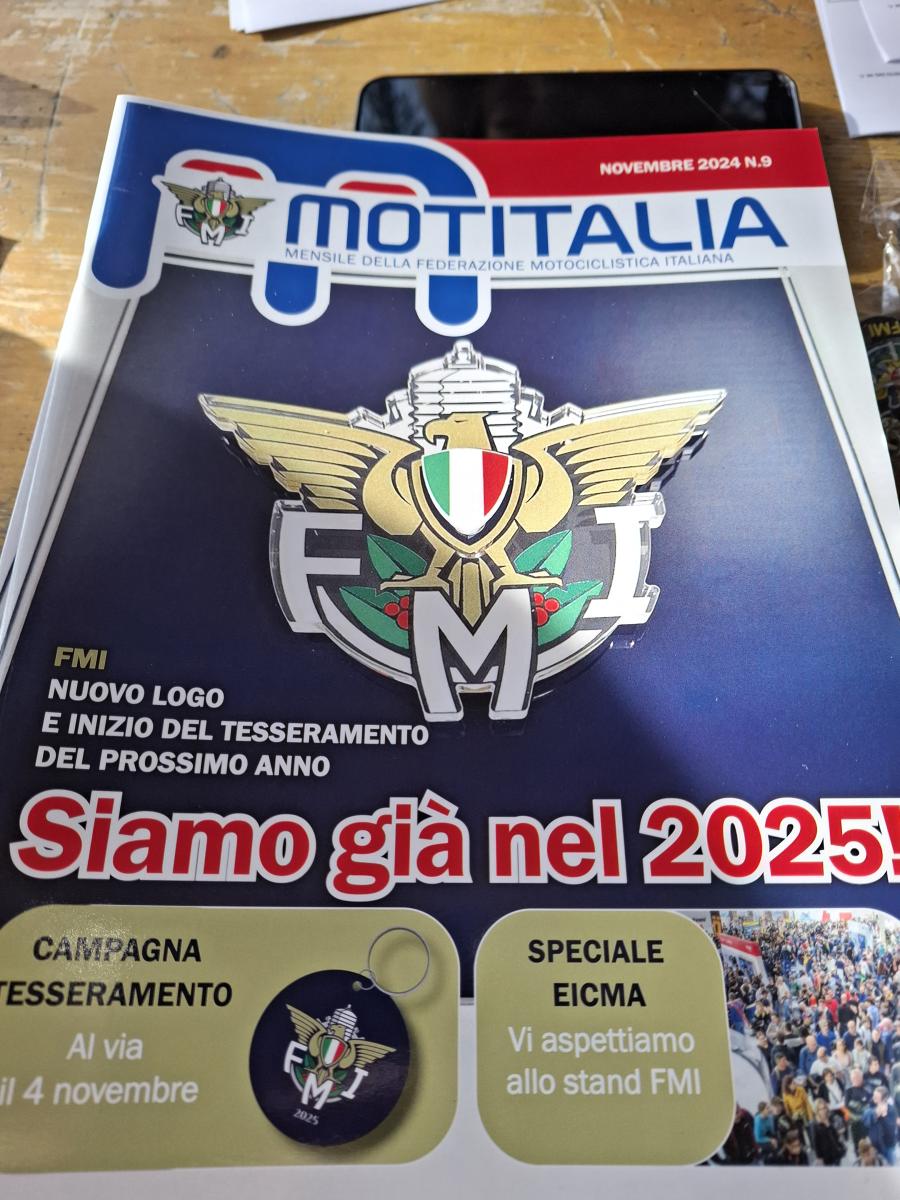 NOVEMBRE 2024 N.9
FMI
MOTITALIA
MENSILE DELLA FEDERAZIONE MOTOCICLISTICA ITALIANA
FMI
FMI
NUOVO LOGO
E INIZIO DEL TESSERAMENTO
DEL PROSSIMO ANNO
Siamo già nel 2025!
CAMPAGNA
TESSERAMENTO
Al via
il 4 novembre
FMI
2025
SPECIALE
EICMA
Vi aspettiamo
allo stand FMI
FMI